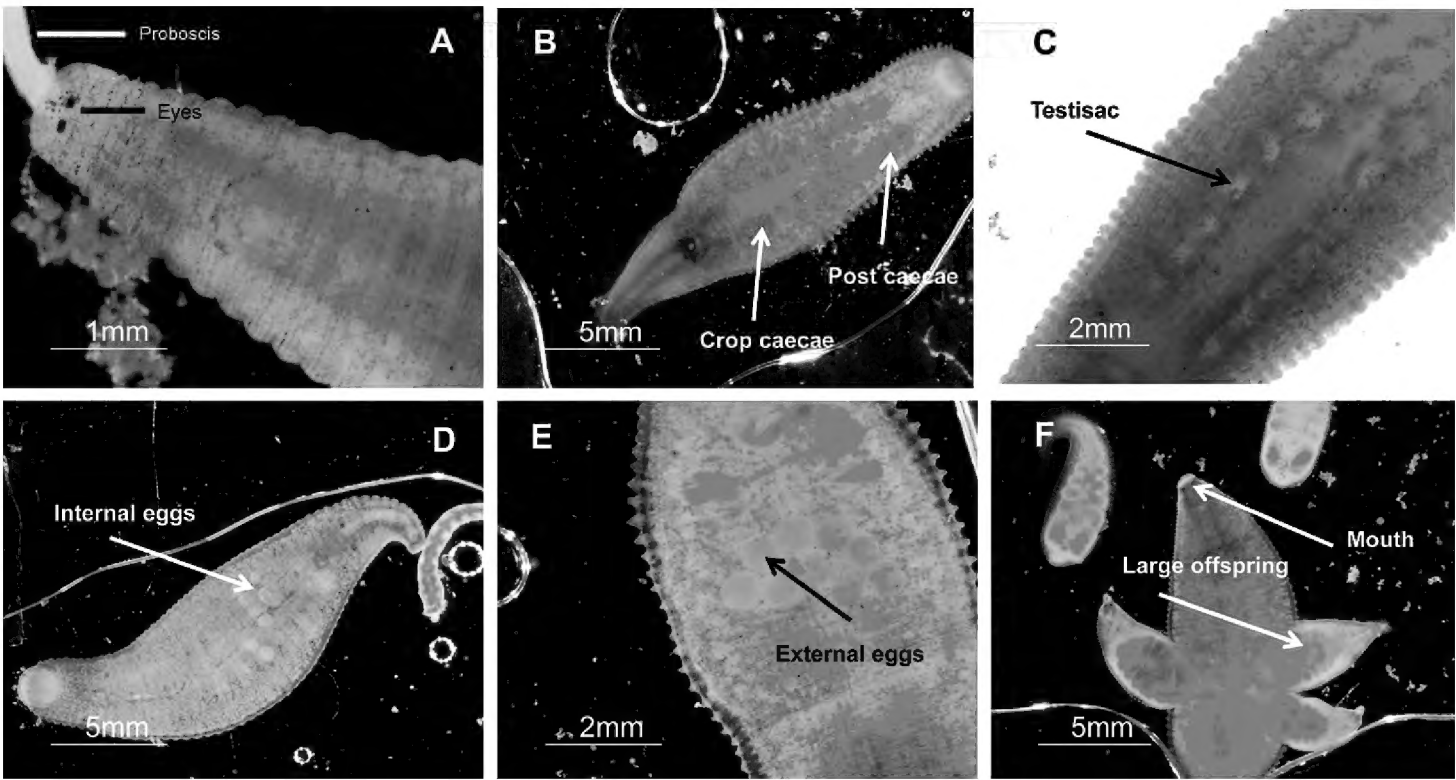 Proboscis
A
Eyes
1mm
B
Post caecae
5mm
Crop caecae
C
Testisac
2mm
D
Internal eggs
5mm
E
External eggs
2mm
F
Mouth
Large offspring
5mm